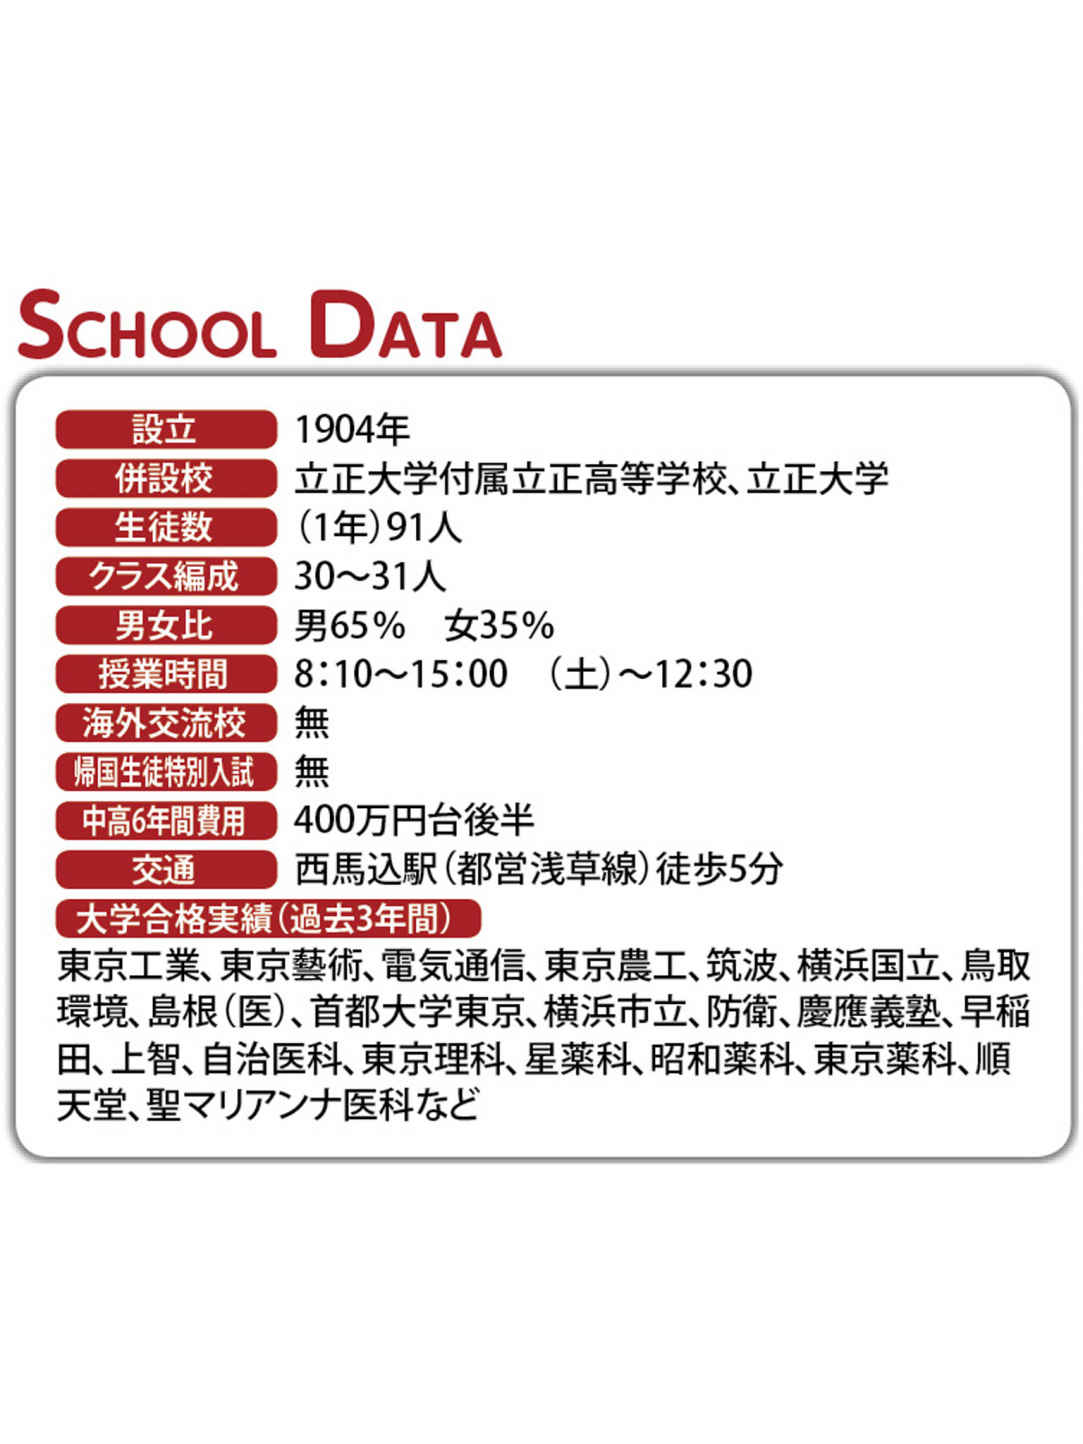 SCHOOL DATA
設立 1904年
併設校 立正大学付属立正高等学校、立正大学
生徒数 （1年）91人
クラス編成 30〜31人
男女比 男65％　女35％
授業時間 8：10〜15：00　（土）〜12：30
海外交流校 無
帰国生徒特別入試 無
中高6年間費用 400万円台後半
交通 西馬込駅（都営浅草線）徒歩5分
大学合格実績（過去3年間）
東京工業、東京藝術、電気通信、東京農工、筑波、横浜国立、鳥取
環境、島根（医）、首都大学東京、横浜市立、防衛、慶應義塾、早稲
田、上智、自治医科、東京理科、星薬科、昭和薬科、東京薬科、順
天堂、聖マリアンナ医科など